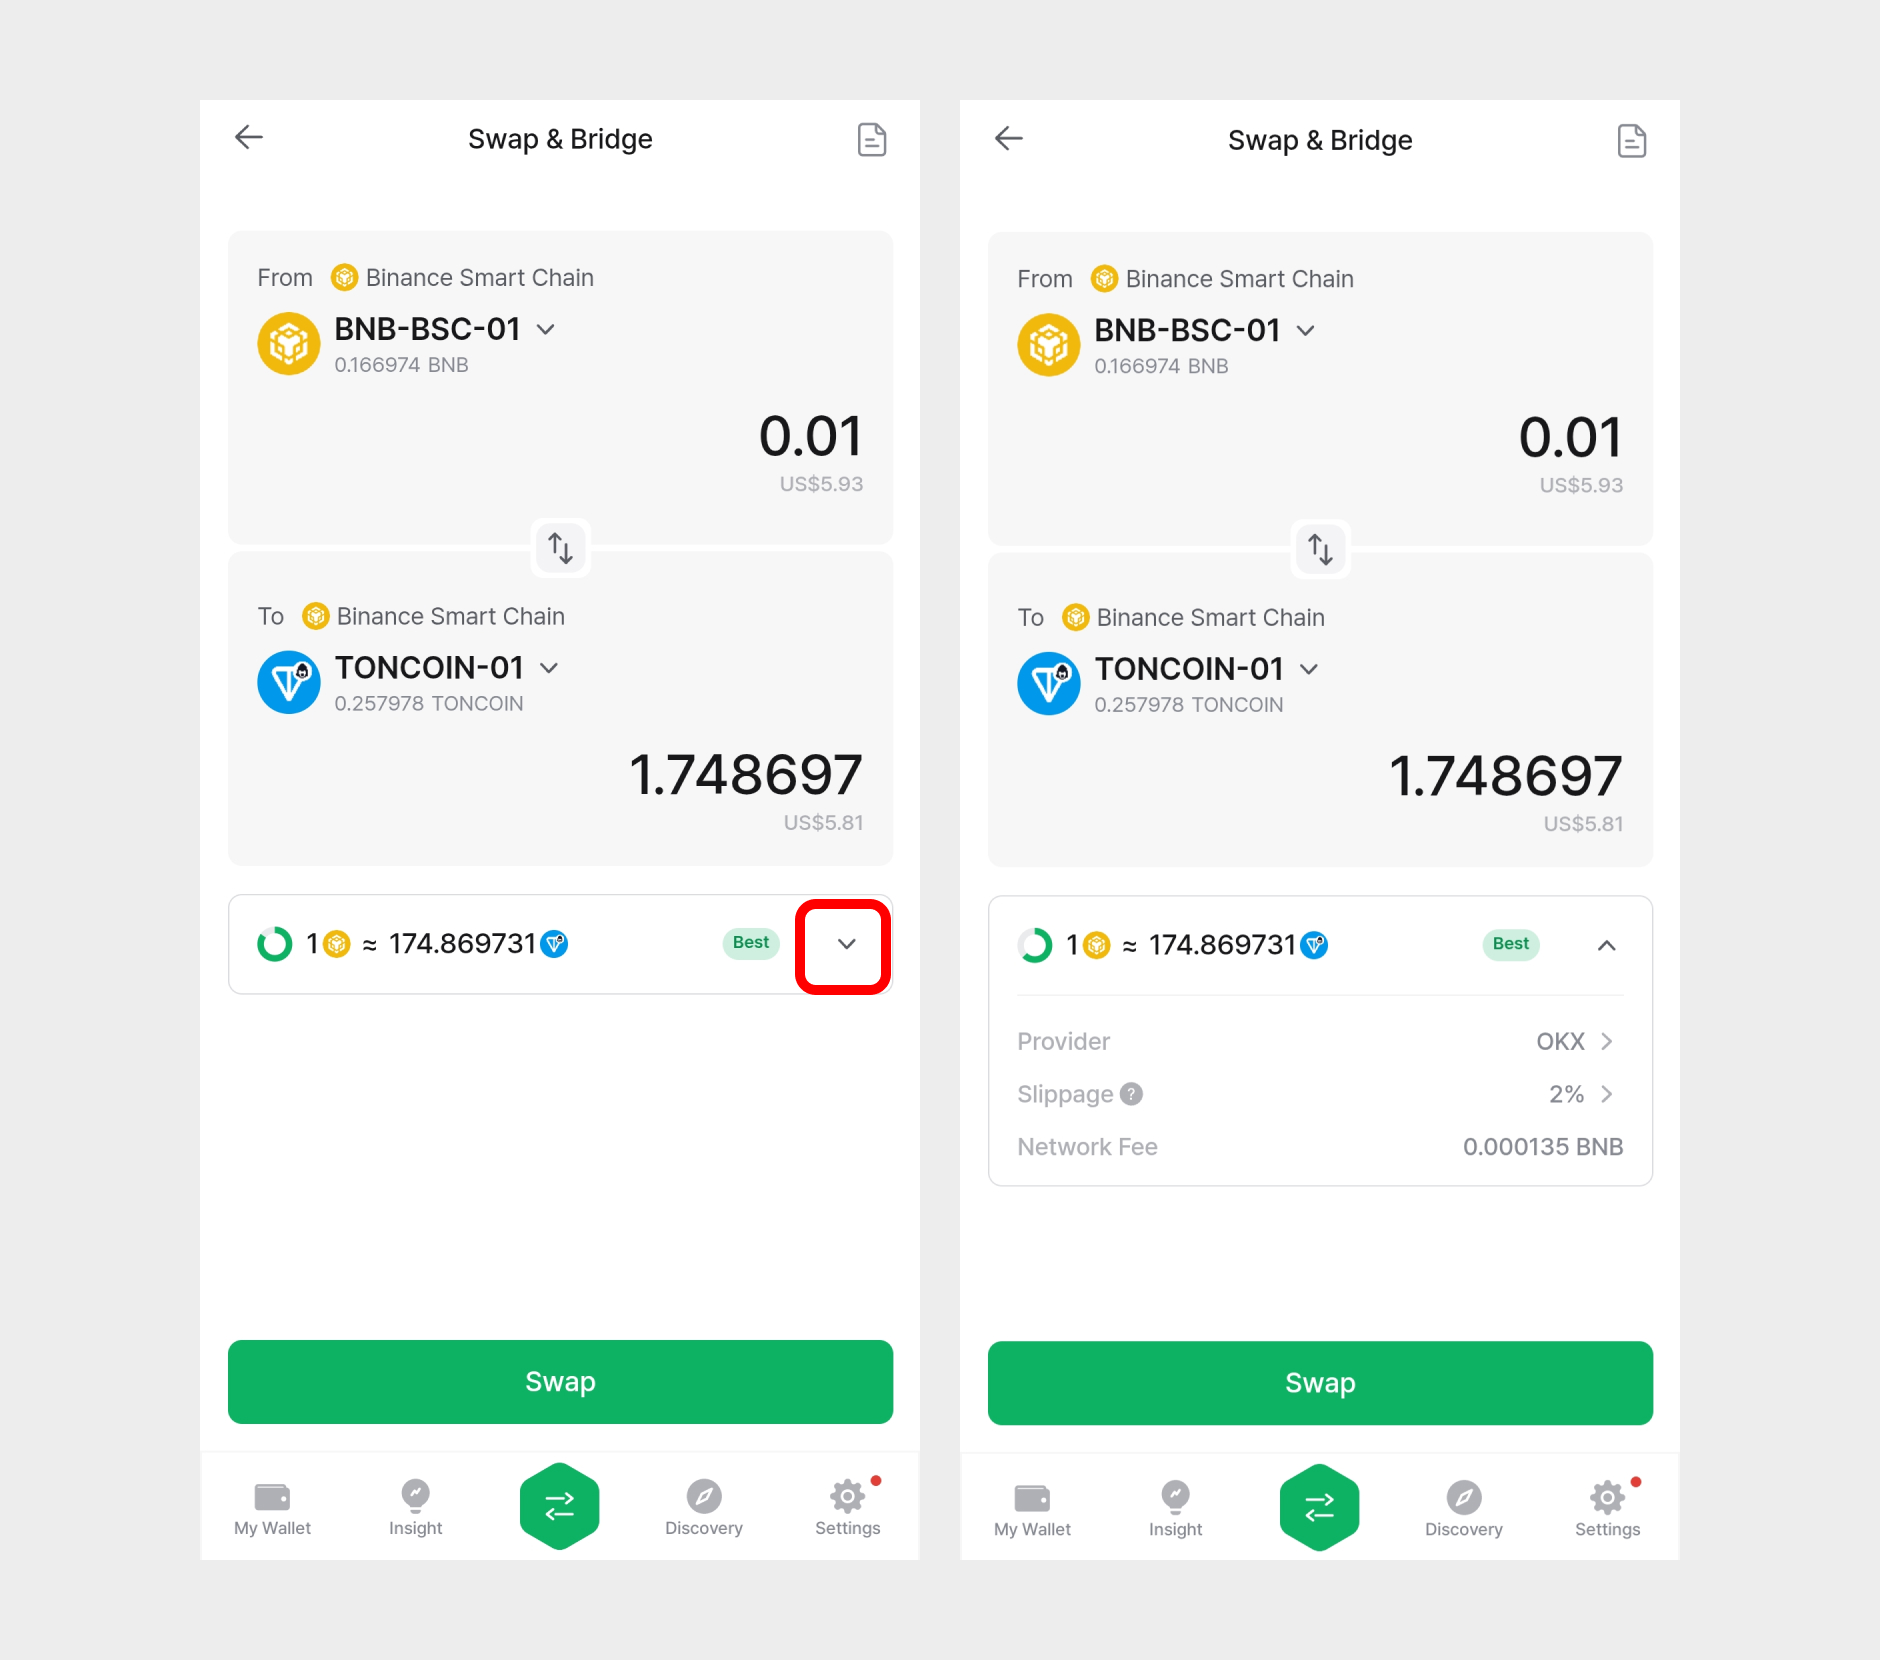 Swap & Bridge
From Binance Smart Chain
BNB-BSC-01
0.166974 BNB
0.01
US$5.93
To Binance Smart Chain
TONCOIN-01
0.257978 TONCOIN
1.748697
US$5.81
1 ≈ 174.869731 Best
Swap
My Wallet Insight Discovery Settings
Swap & Bridge
From Binance Smart Chain
BNB-BSC-01
0.166974 BNB
0.01
US$5.93
To Binance Smart Chain
TONCOIN-01
0.257978 TONCOIN
1.748697
US$5.81
1 ≈ 174.869731 Best
Provider OKX
Slippage ? 2%
Network Fee 0.000135 BNB
Swap
My Wallet Insight Discovery Settings